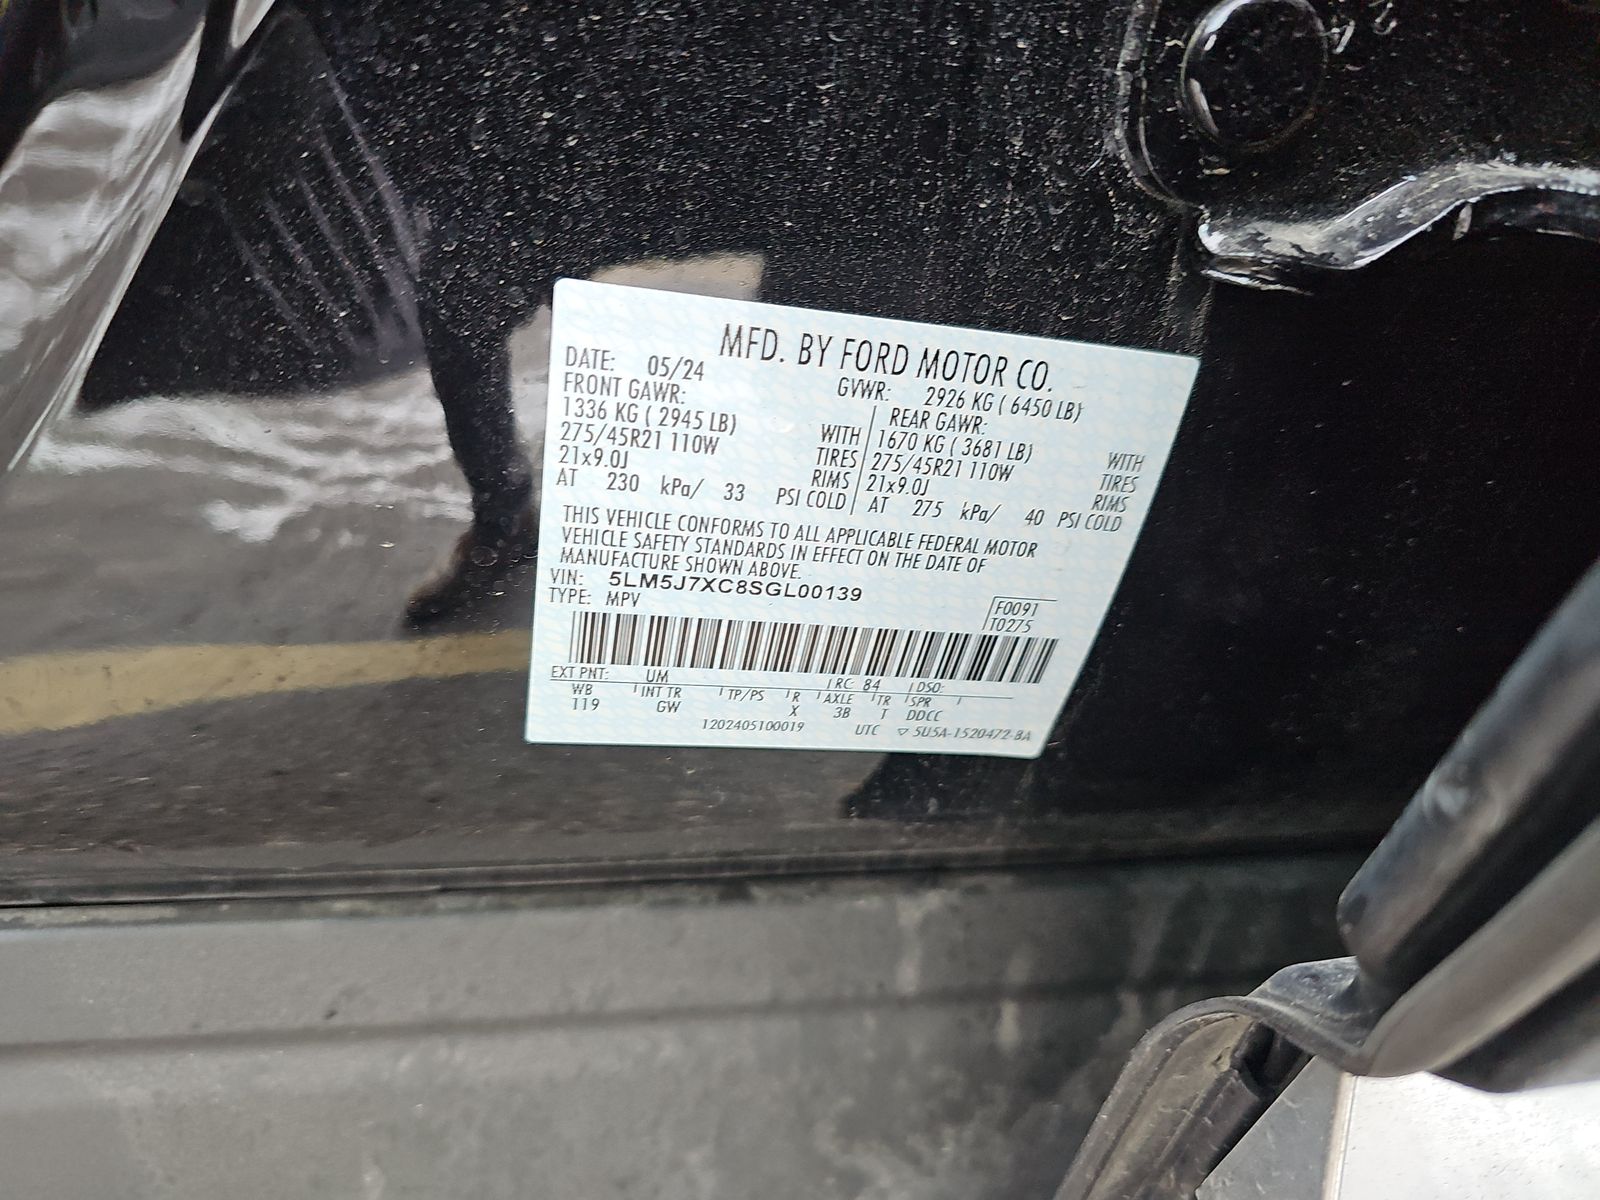 MFD. BY FORD MOTOR CO.
DATE: 05/24 GVWR: 2926 KG ( 6450 LB)
FRONT GAWR: REAR GAWR:
1336 KG ( 2945 LB) WITH 1670 KG ( 3681 LB) WITH
275/45R21 110W TIRES 275/45R21 110W TIRES
21x9.0J RIMS 21x9.0J RIMS
AT 230 kPa/ 33 PSI COLD AT 275 kPa/ 40 PSI COLD
THIS VEHICLE CONFORMS TO ALL APPLICABLE FEDERAL MOTOR
VEHICLE SAFETY STANDARDS IN EFFECT ON THE DATE OF
MANUFACTURE SHOWN ABOVE.
VIN: 5LM5J7XC8SGL00139
TYPE: MPV
F0091
T0275
EXT PNT: UM RC: 84 DSO:
WB INT TR TP/PS R AXLE TR SPR
119 GW X 3B T DDCC
1202405100019 UTC ▽ 5U5A-1520472-BA